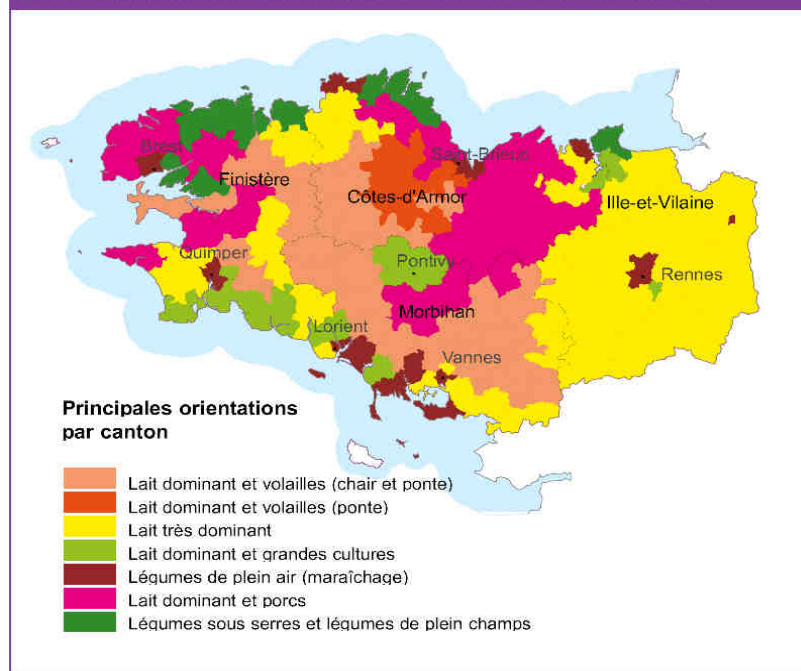 Brest
Saint-Brieuc
Finistère
Côtes-d'Armor
Ille-et-Vilaine
Quimper
Pontivy
Rennes
Morbihan
Lorient
Vannes
Principales orientations
par canton
Lait dominant et volailles (chair et ponte)
Lait dominant et volailles (ponte)
Lait très dominant
Lait dominant et grandes cultures
Légumes de plein air (maraîchage)
Lait dominant et porcs
Légumes sous serres et légumes de plein champs